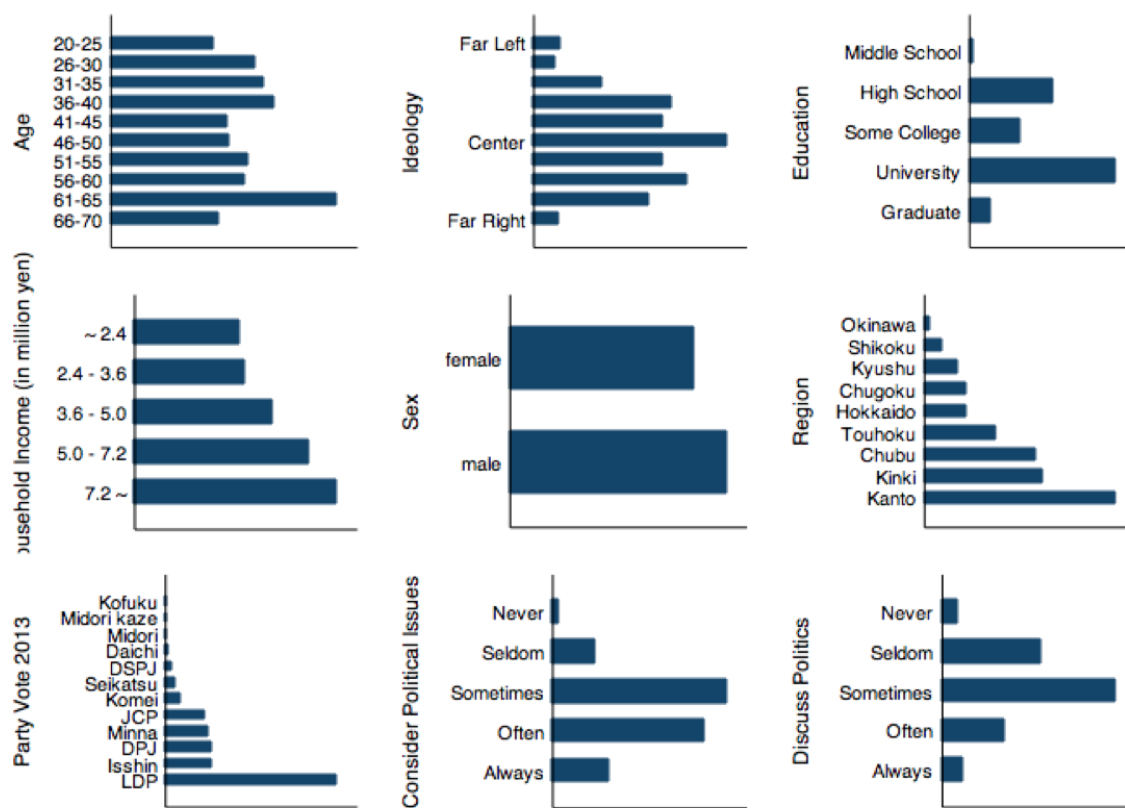 Age
20-25
26-30
31-35
36-40
41-45
46-50
51-55
56-60
61-65
66-70
Ideology
Far Left
Center
Far Right
Education
Middle School
High School
Some College
University
Graduate
ousehold Income (in million yen)
~ 2.4
2.4 - 3.6
3.6 - 5.0
5.0 - 7.2
7.2 ~
Sex
female
male
Region
Okinawa
Shikoku
Kyushu
Chugoku
Hokkaido
Touhoku
Chubu
Kinki
Kanto
Party Vote 2013
Kofuku
Midori kaze
Midori
Daichi
DSPJ
Seikatsu
Komei
JCP
Minna
DPJ
Isshin
LDP
Consider Political Issues
Never
Seldom
Sometimes
Often
Always
Discuss Politics
Never
Seldom
Sometimes
Often
Always